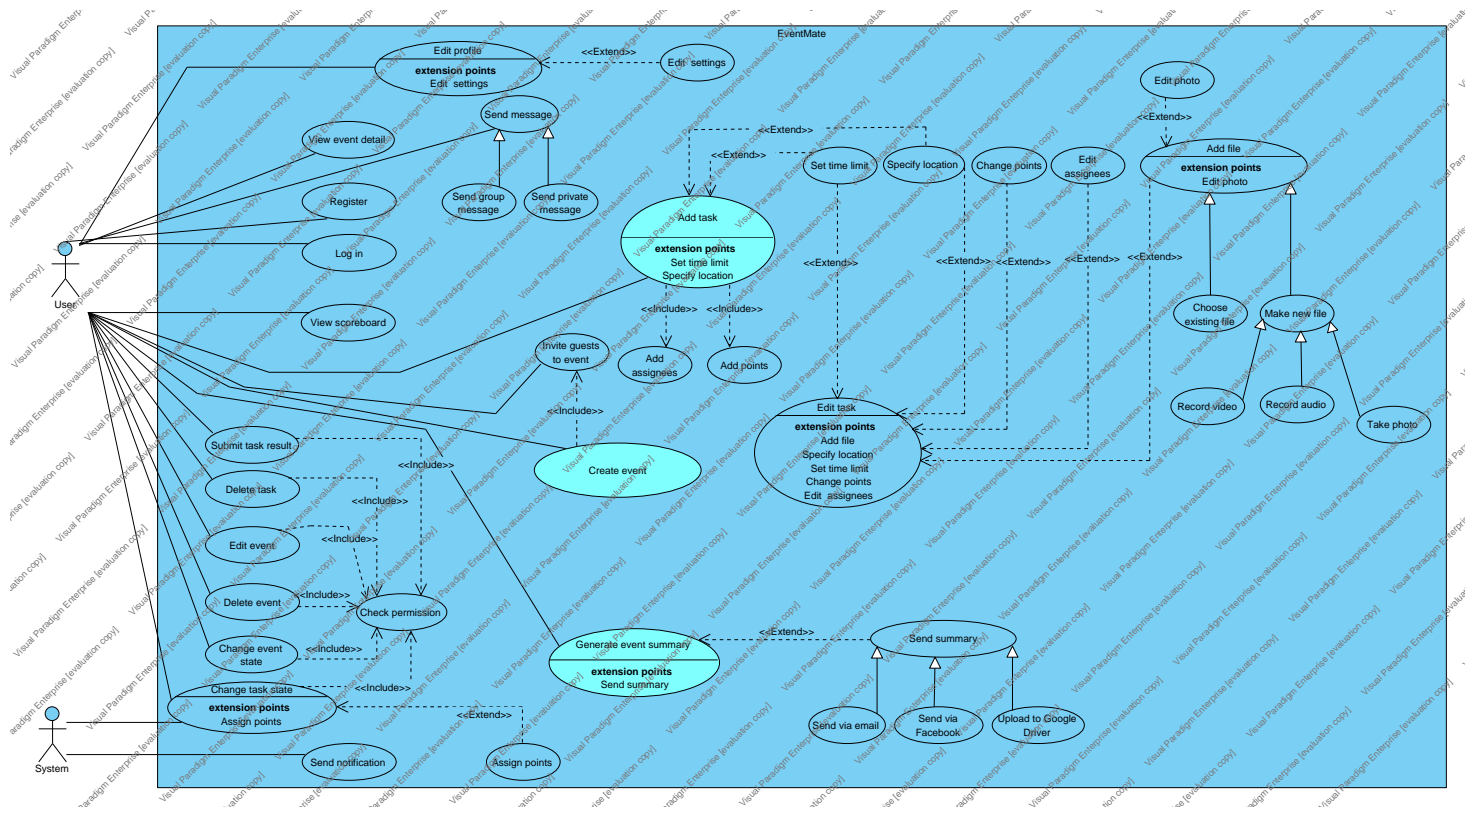 EventMate
Edit profile
extension points
Edit  settings
<<Extend>>
Edit  settings
Send message
View event detail
Send group
message
Send private
message
Register
Log in
User
View scoreboard
<<Extend>>
<<Extend>>
Set time limit
Specify location
Change points
Edit
assignees
Edit photo
<<Extend>>
Add file
extension points
Edit photo
Add task
extension points
Set time limit
Specify location
<<Extend>>
<<Extend>>
<<Extend>>
<<Extend>>
<<Extend>>
<<Include>>
<<Include>>
Invite guests
to event
Add
assignees
Add points
Choose
existing file
Make new file
Record video
Record audio
Take photo
<<Include>>
Edit task
extension points
Add file
Specify location
Set time limit
Change points
Edit  assignees
Create event
Submit task result
<<Include>>
Delete task
<<Include>>
Edit event
<<Include>>
Delete event
<<Include>>
Check permission
Change event
state
<<Include>>
Change task state
extension points
Assign points
<<Include>>
<<Extend>>
Generate event summary
extension points
Send summary
<<Extend>>
Send summary
Send via email
Send via
Facebook
Upload to Google
Driver
System
Send notification
Assign points
Visual Paradigm Enterprise [evaluation copy]